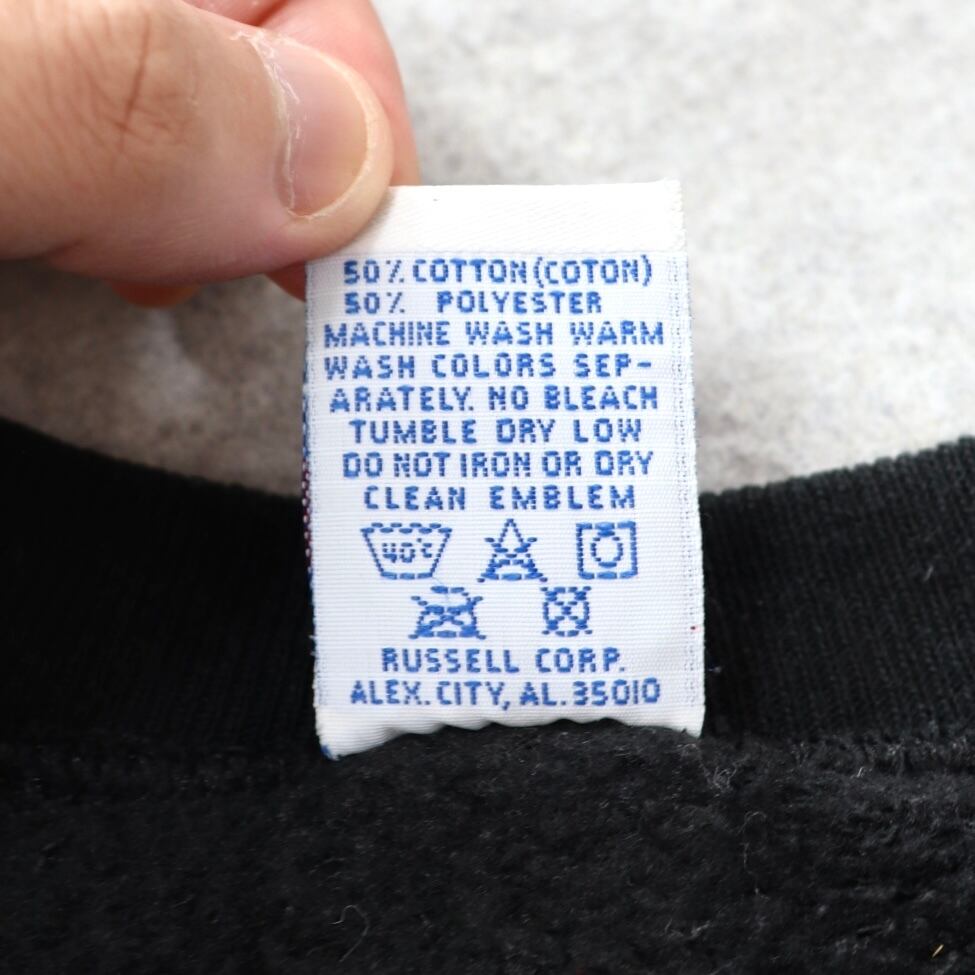 50% COTTON (COTON)
50% POLYESTER
MACHINE WASH WARM
WASH COLORS SEP-
ARATELY. NO BLEACH
TUMBLE DRY LOW
DO NOT IRON OR DRY
CLEAN EMBLEM
40°C
RUSSELL CORP.
ALEX. CITY, AL. 35010